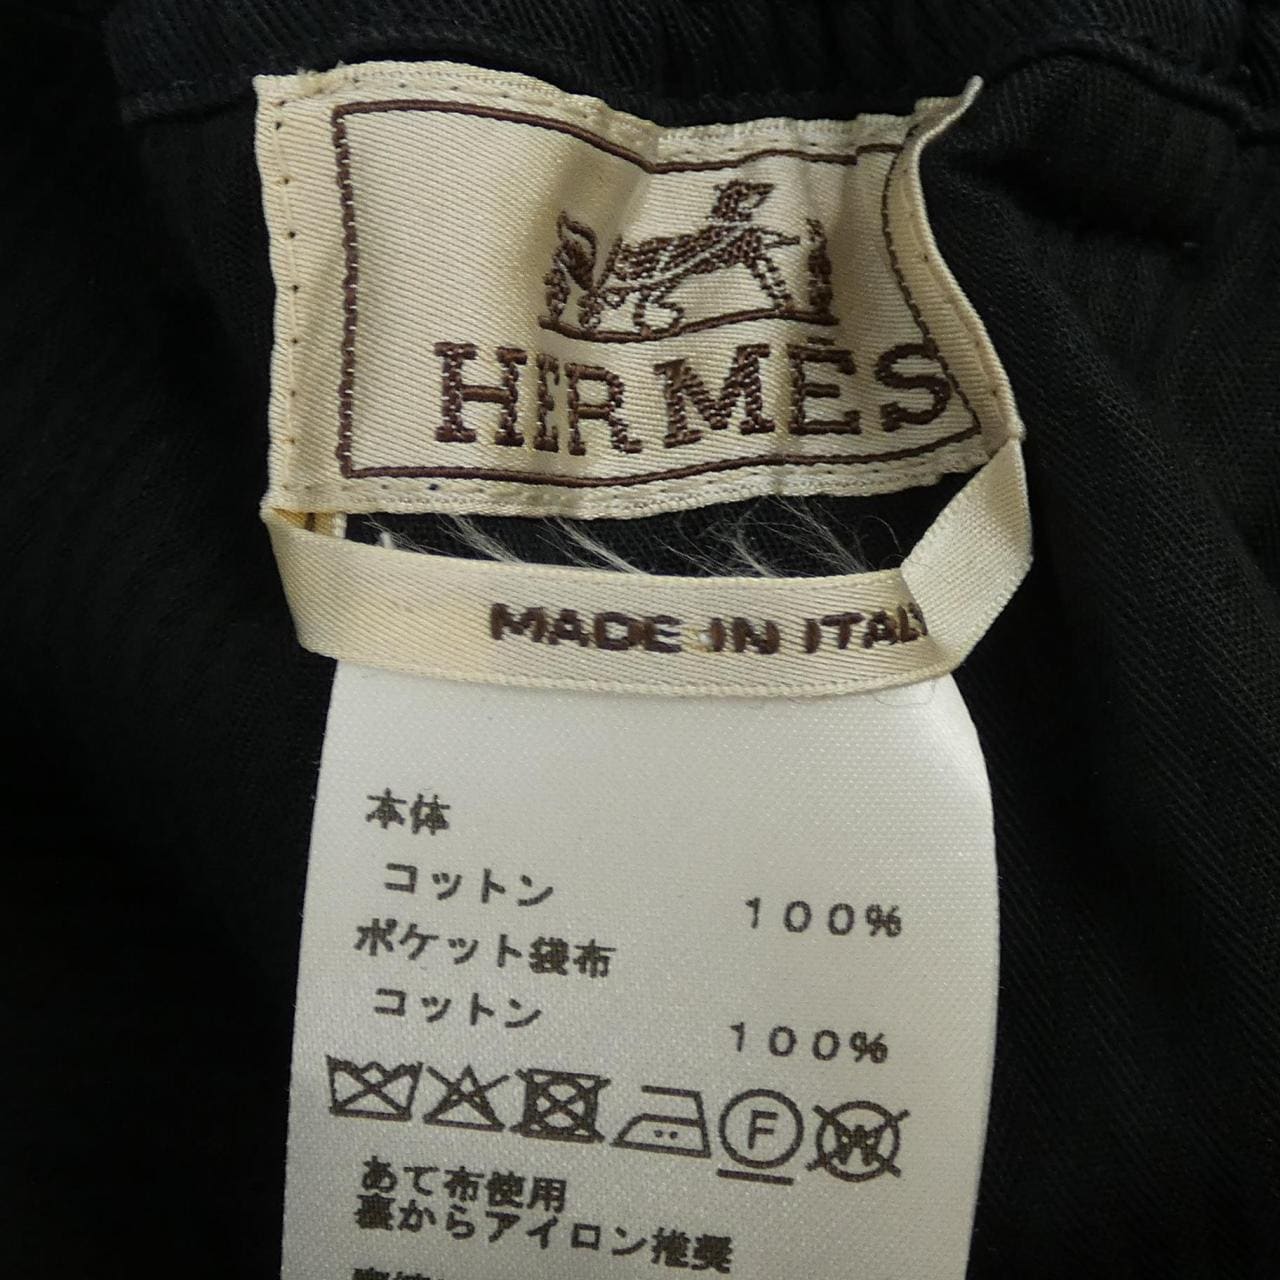 HERMÈS
MADE IN ITALY
本体
コットン 100%
ポケット袋布
コットン 100%
F
W
あて布使用
裏からアイロン推奨